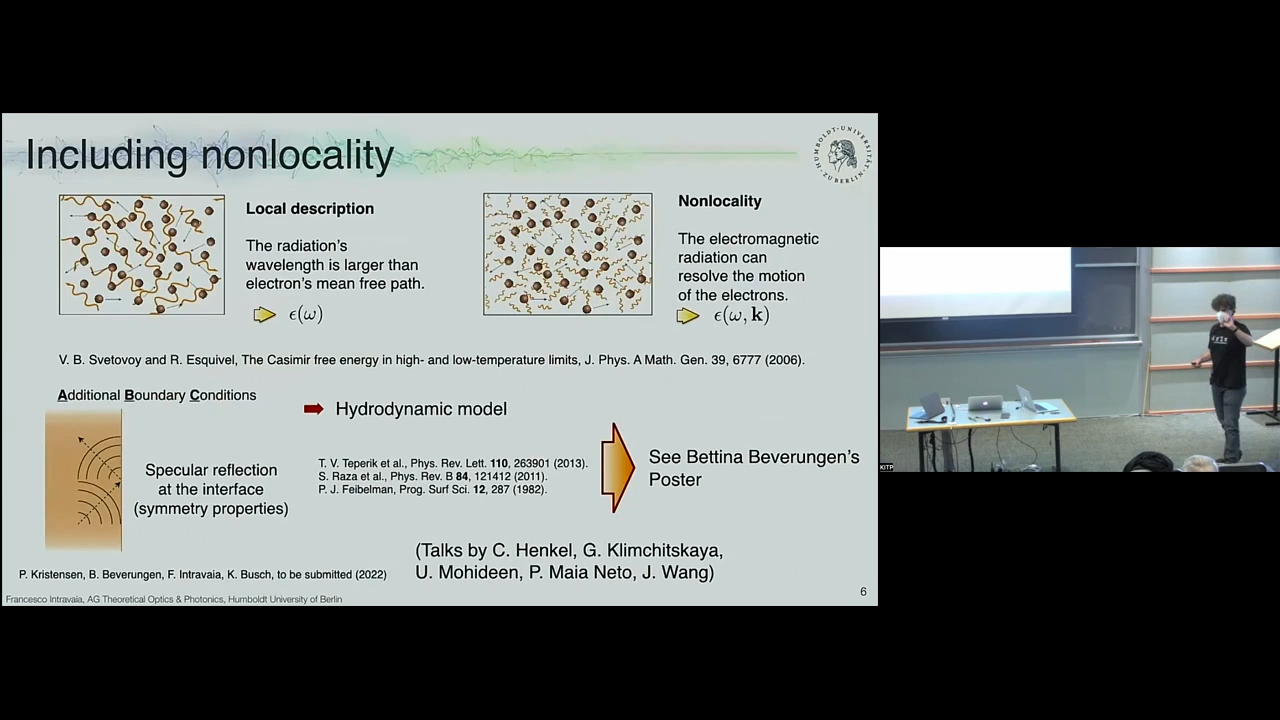 Including nonlocality
HUMBOLDT-UNIVERSITÄT
ZU BERLIN
Local description
The radiation's
wavelength is larger than
electron's mean free path.
ϵ(ω)
Nonlocality
The electromagnetic
radiation can
resolve the motion
of the electrons.
ϵ(ω, k)
V. B. Svetovoy and R. Esquivel, The Casimir free energy in high- and low-temperature limits, J. Phys. A Math. Gen. 39, 6777 (2006).
Additional Boundary Conditions
Specular reflection
at the interface
(symmetry properties)
Hydrodynamic model
T. V. Teperik et al., Phys. Rev. Lett. 110, 263901 (2013).
S. Raza et al., Phys. Rev. B 84, 121412 (2011).
P. J. Feibelman, Prog. Surf Sci. 12, 287 (1982).
See Bettina Beverungen's
Poster
(Talks by C. Henkel, G. Klimchitskaya,
U. Mohideen, P. Maia Neto, J. Wang)
P. Kristensen, B. Beverungen, F. Intravaia, K. Busch, to be submitted (2022)
Francesco Intravaia, AG Theoretical Optics & Photonics, Humboldt University of Berlin
6
KITP